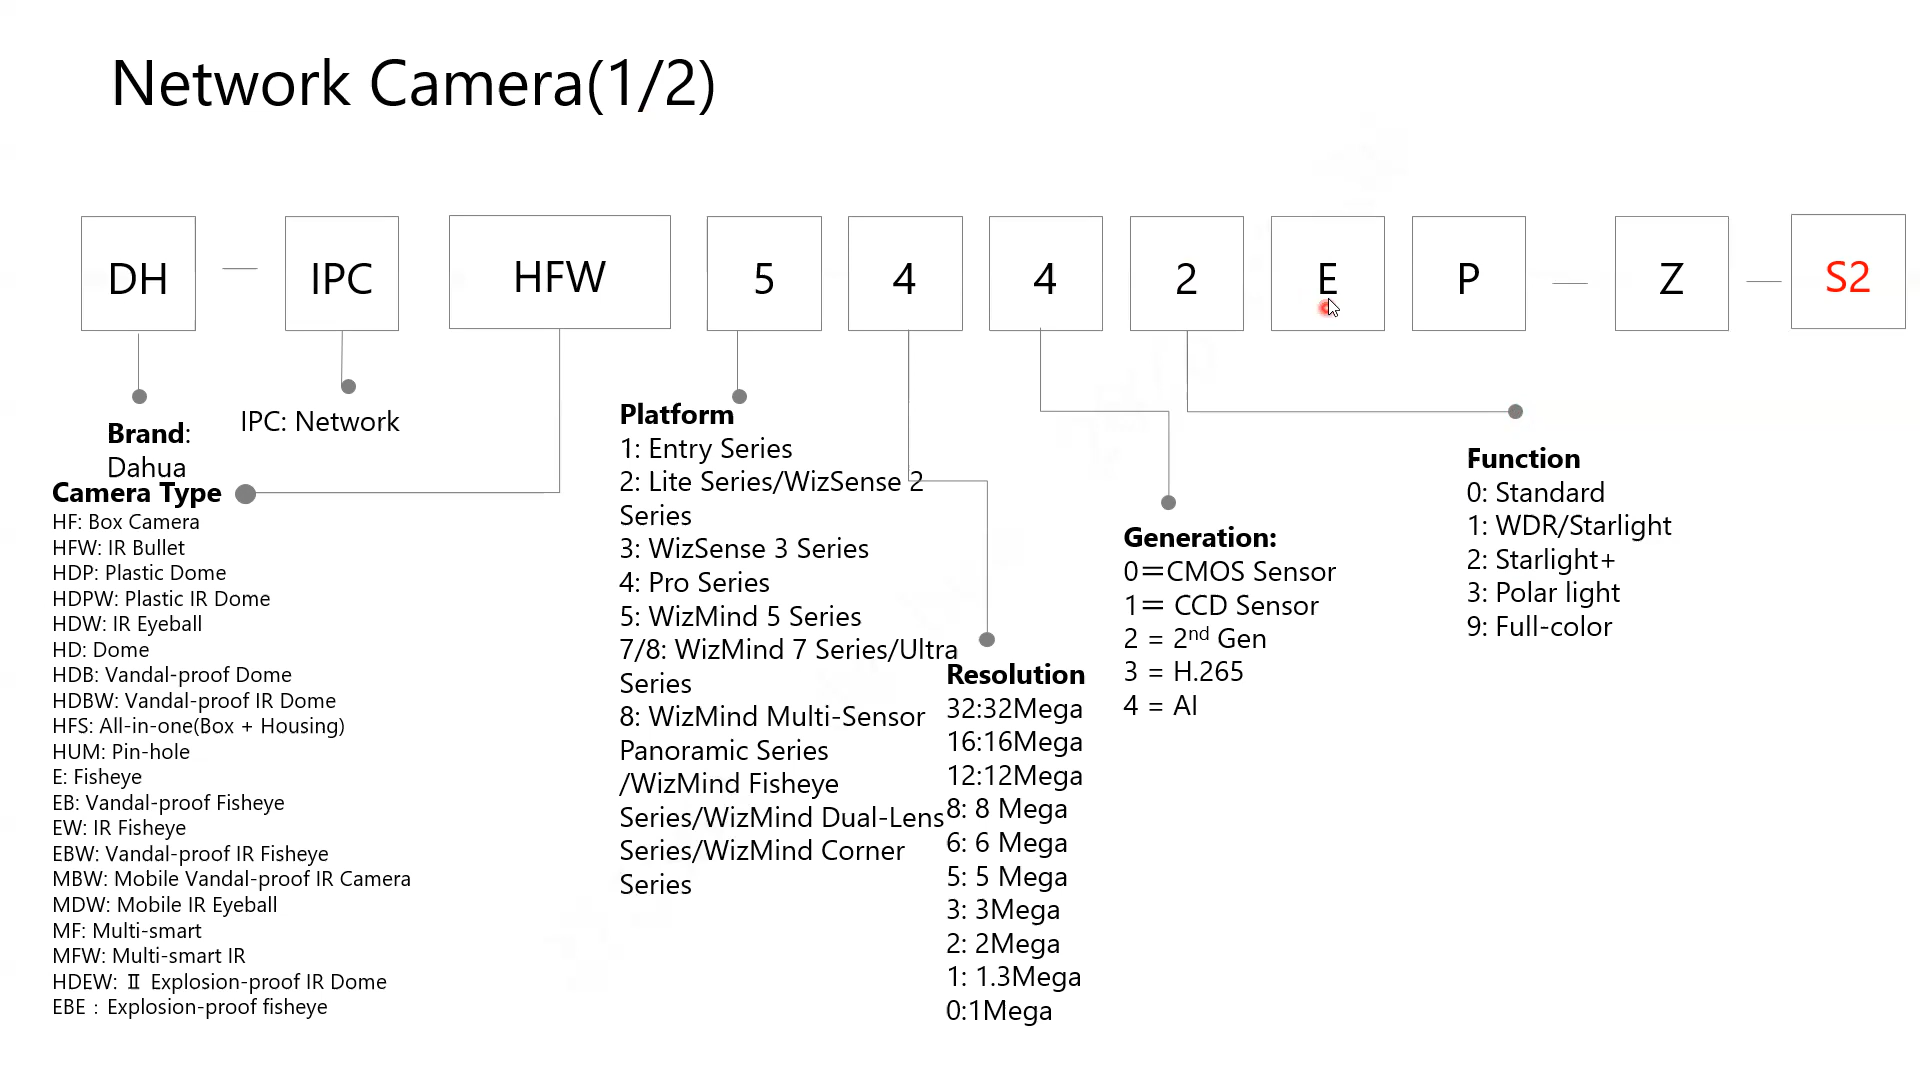 Network Camera(1/2)
DH — IPC HFW 5 4 4 2 E P — Z — S2
Brand:
Dahua
IPC: Network
Camera Type
HF: Box Camera
HFW: IR Bullet
HDP: Plastic Dome
HDPW: Plastic IR Dome
HDW: IR Eyeball
HD: Dome
HDB: Vandal-proof Dome
HDBW: Vandal-proof IR Dome
HFS: All-in-one(Box + Housing)
HUM: Pin-hole
E: Fisheye
EB: Vandal-proof Fisheye
EW: IR Fisheye
EBW: Vandal-proof IR Fisheye
MBW: Mobile Vandal-proof IR Camera
MDW: Mobile IR Eyeball
MF: Multi-smart
MFW: Multi-smart IR
HDEW: Ⅱ Explosion-proof IR Dome
EBE：Explosion-proof fisheye
Platform
1: Entry Series
2: Lite Series/WizSense 2
Series
3: WizSense 3 Series
4: Pro Series
5: WizMind 5 Series
7/8: WizMind 7 Series/Ultra
Series
8: WizMind Multi-Sensor
Panoramic Series
/WizMind Fisheye
Series/WizMind Dual-Lens
Series/WizMind Corner
Series
Resolution
32:32Mega
16:16Mega
12:12Mega
8: 8 Mega
6: 6 Mega
5: 5 Mega
3: 3Mega
2: 2Mega
1: 1.3Mega
0:1Mega
Generation:
0＝CMOS Sensor
1＝ CCD Sensor
2 = 2nd Gen
3 = H.265
4 = AI
Function
0: Standard
1: WDR/Starlight
2: Starlight+
3: Polar light
9: Full-color